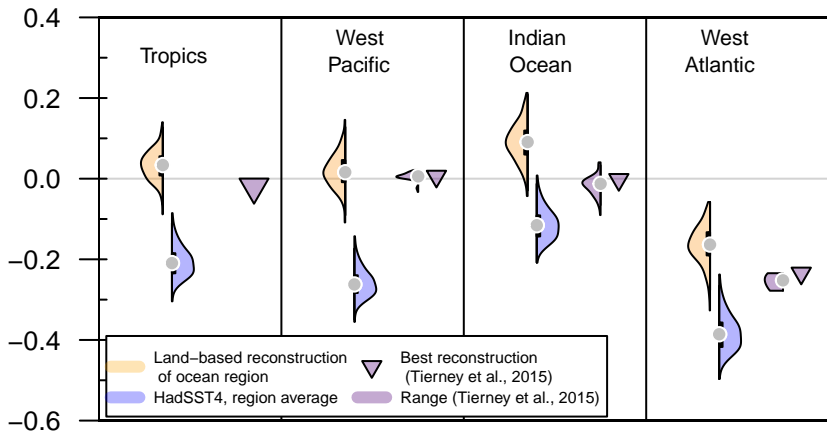 0.4
0.2
0.0
−0.2
−0.4
−0.6
Tropics
West
Pacific
Indian
Ocean
West
Atlantic
Land−based reconstruction
of ocean region
HadSST4, region average
Best reconstruction
(Tierney et al., 2015)
Range (Tierney et al., 2015)